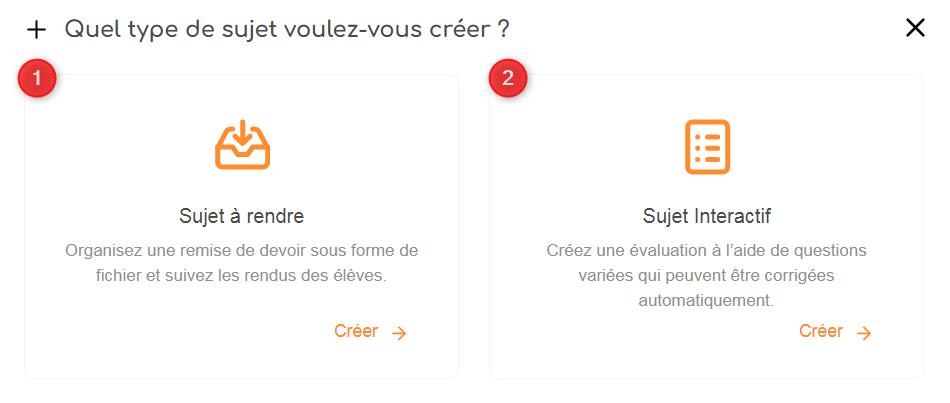 Quel type de sujet voulez-vous créer ?
1
Sujet à rendre
Organisez une remise de devoir sous forme de
fichier et suivez les rendus des élèves.
Créer
2
Sujet Interactif
Créez une évaluation à l’aide de questions
variées qui peuvent être corrigées
automatiquement.
Créer